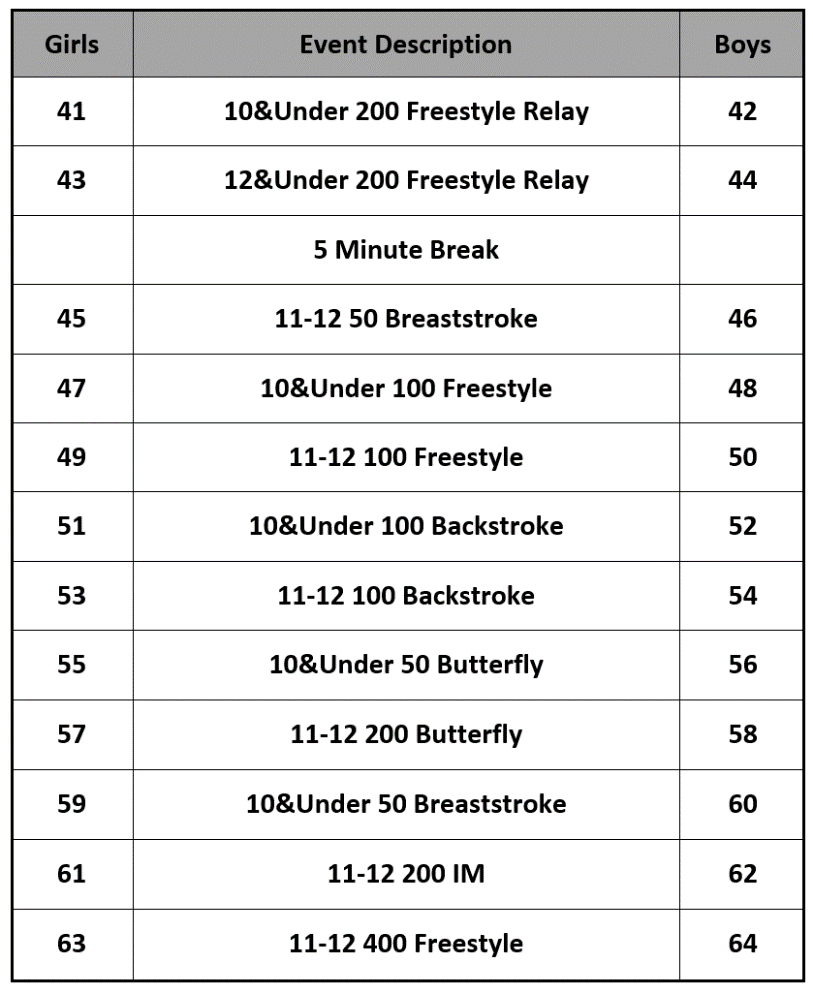 Girls Event Description Boys
41 10&Under 200 Freestyle Relay 42
43 12&Under 200 Freestyle Relay 44
5 Minute Break
45 11-12 50 Breaststroke 46
47 10&Under 100 Freestyle 48
49 11-12 100 Freestyle 50
51 10&Under 100 Backstroke 52
53 11-12 100 Backstroke 54
55 10&Under 50 Butterfly 56
57 11-12 200 Butterfly 58
59 10&Under 50 Breaststroke 60
61 11-12 200 IM 62
63 11-12 400 Freestyle 64